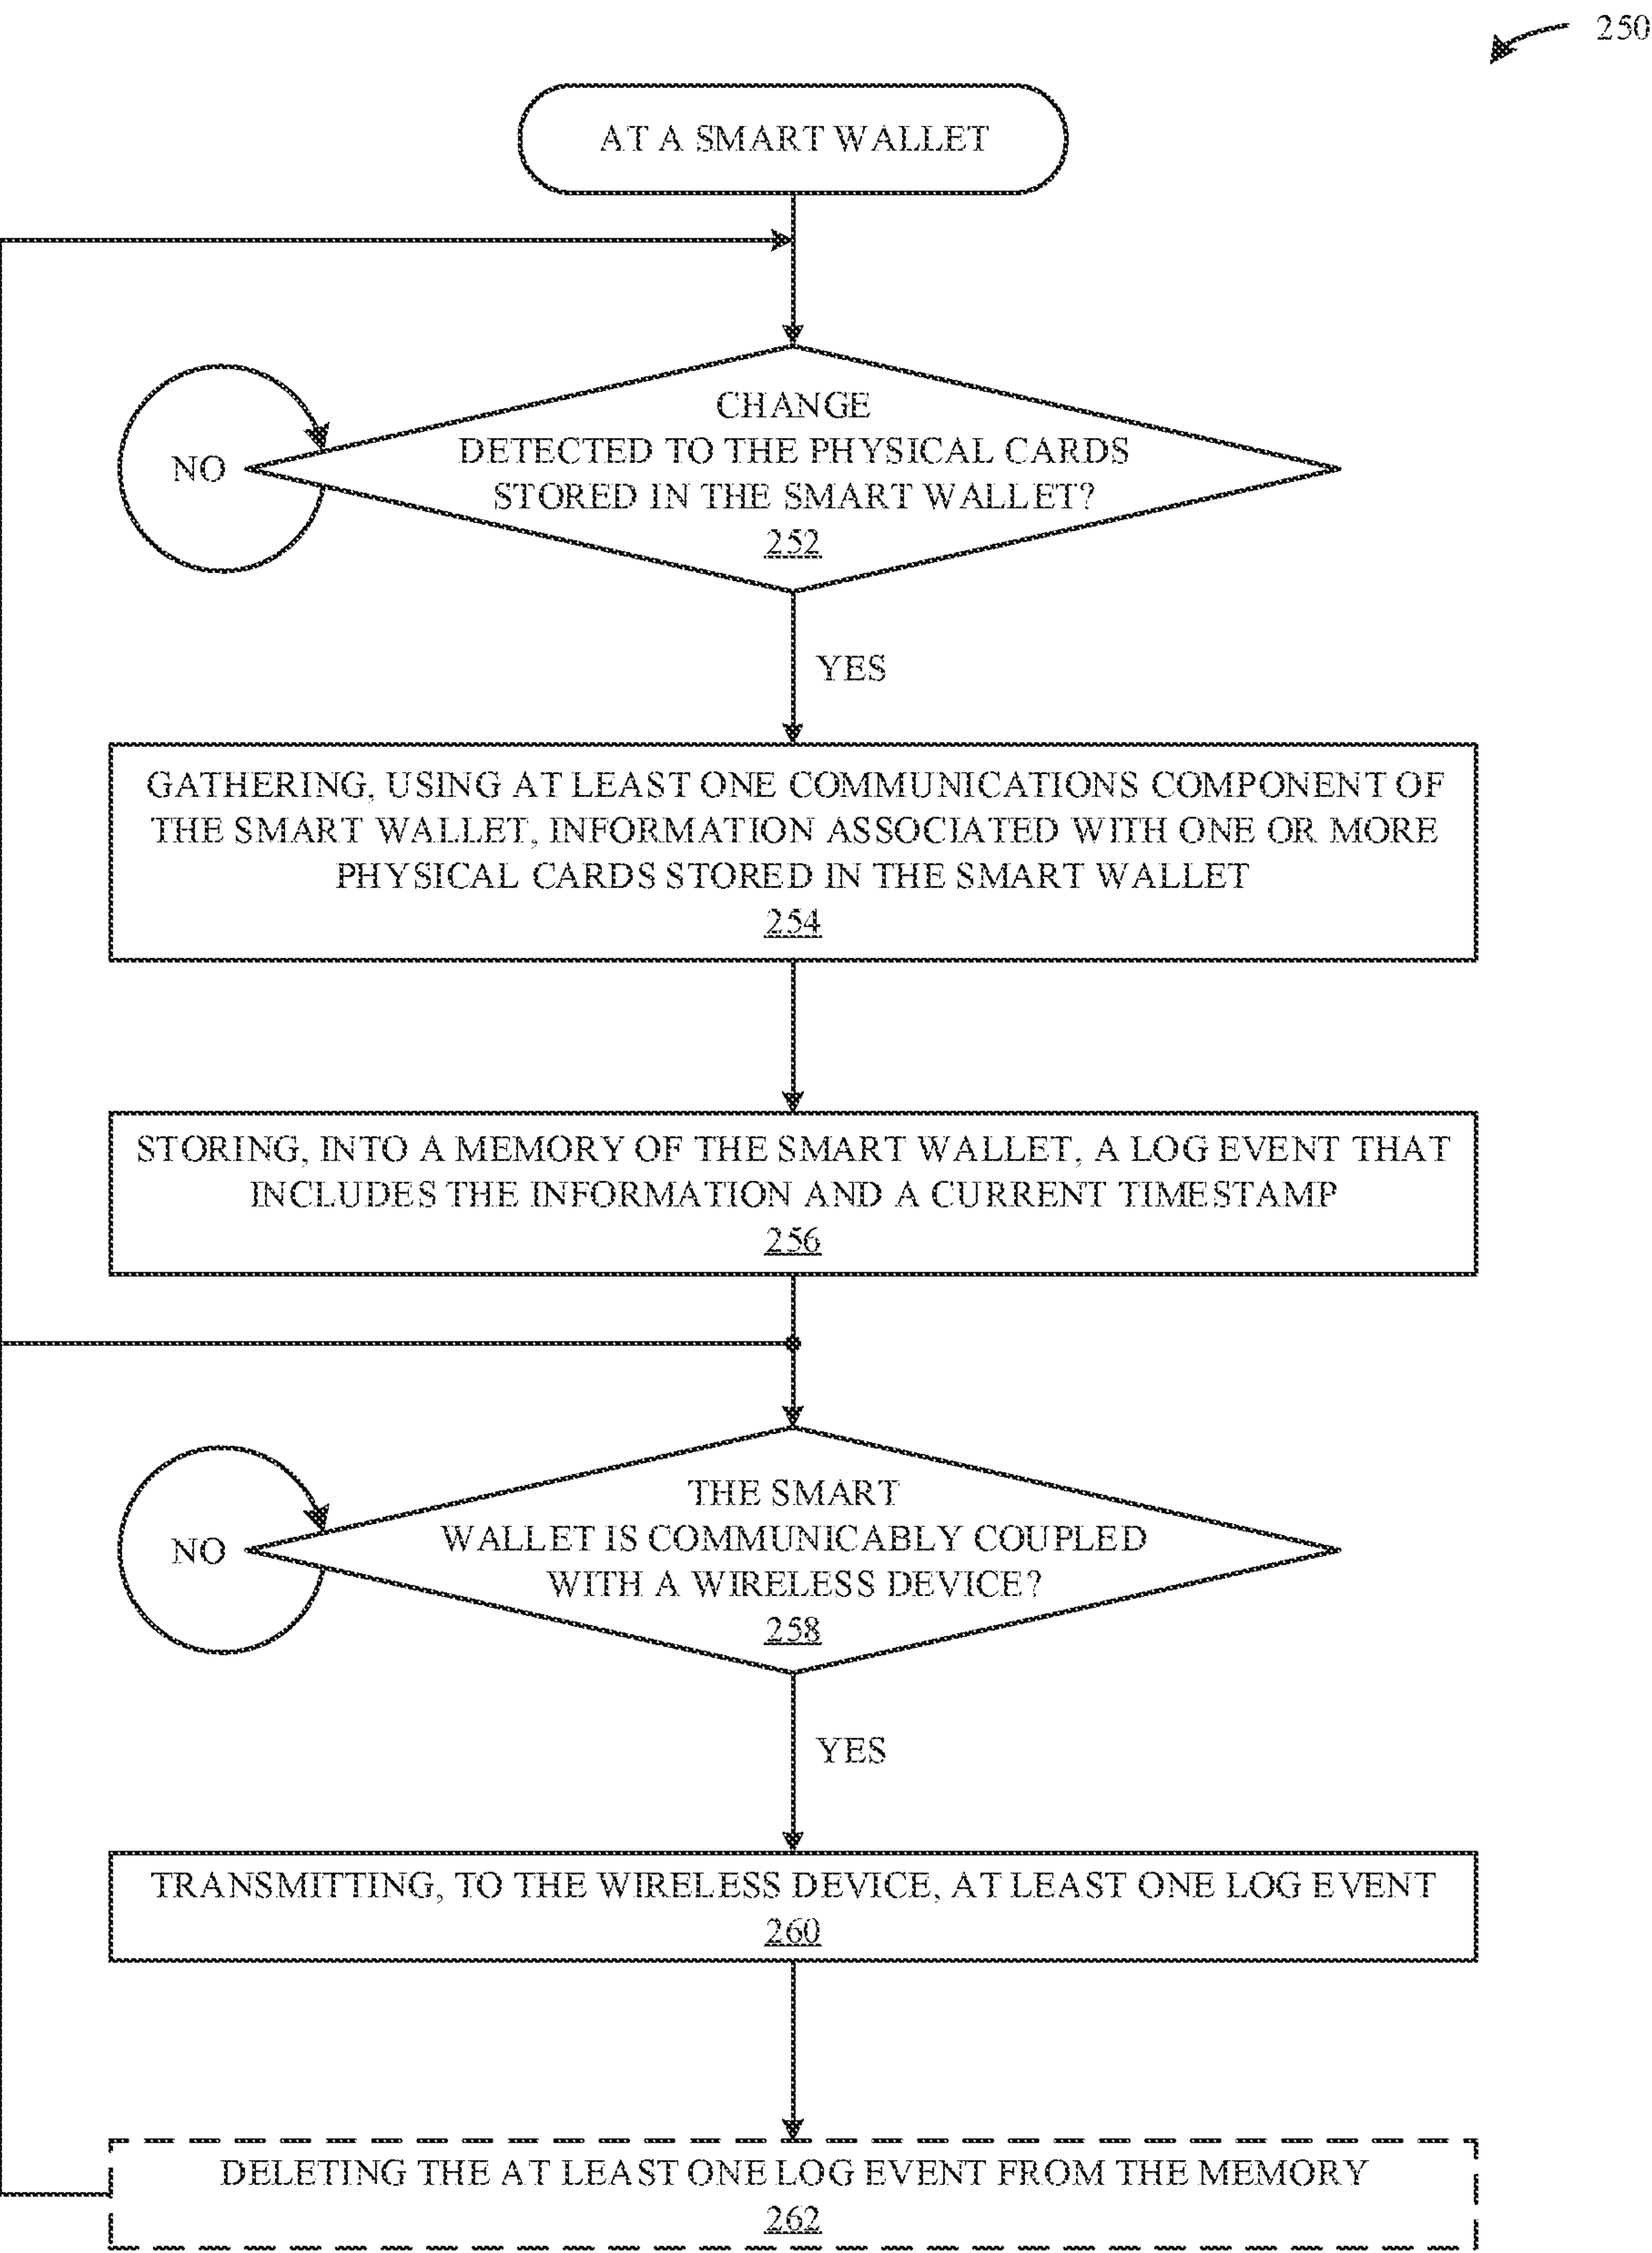 250
AT A SMART WALLET
CHANGE
DETECTED TO THE PHYSICAL CARDS
NO
STORED IN THE SMART WALLET?
252
YES
GATHERING, USING AT LEAST ONE COMMUNICATIONS COMPONENT OF
THE SMART WALLET, INFORMATION ASSOCIATED WITH ONE OR MORE
PHYSICAL CARDS STORED IN THE SMART WALLET
254
STORING, INTO A MEMORY OF THE SMART WALLET, A LOG EVENT THAT
INCLUDES THE INFORMATION AND A CURRENT TIMESTAMP
256
THE SMART
WALLET IS COMMUNICABLY COUPLED
NO
WITH A WIRELESS DEVICE?
258
YES
TRANSMITTING, TO THE WIRELESS DEVICE, AT LEAST ONE LOG EVENT
260
DELETING THE AT LEAST ONE LOG EVENT FROM THE MEMORY
262